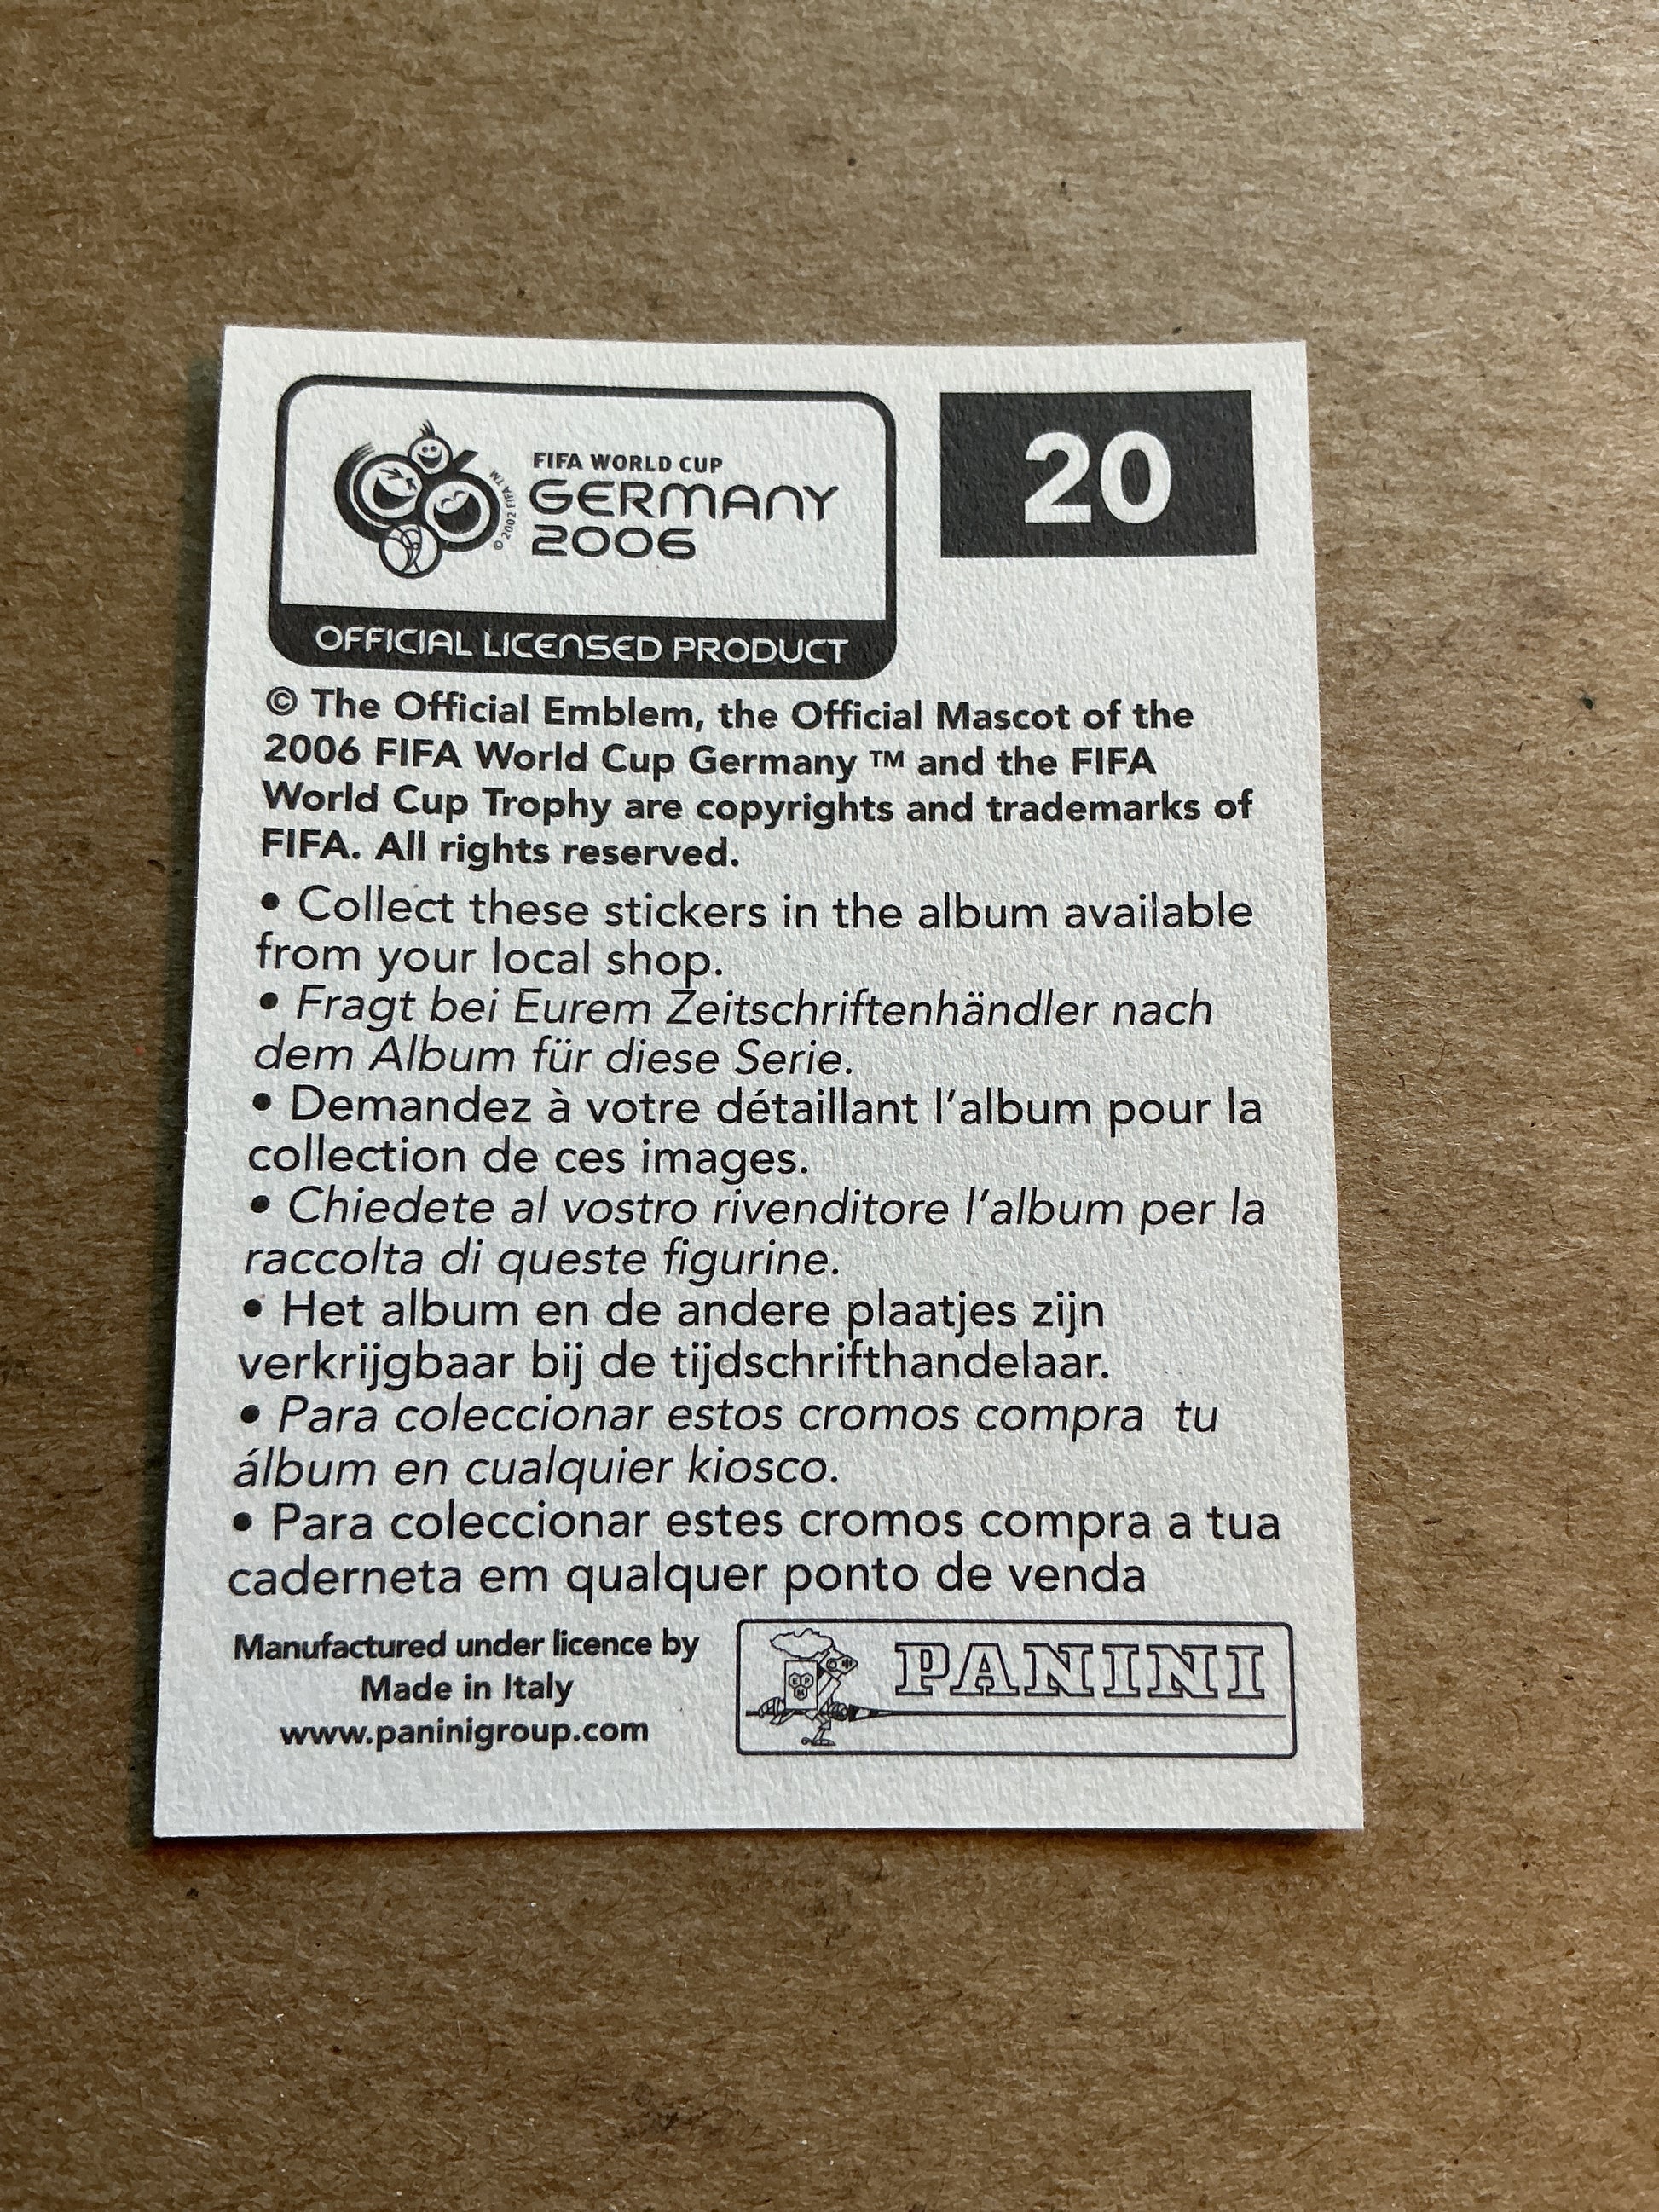 FIFA WORLD CUP
GERMANY
2006
© 2002 FIFA TM
OFFICIAL LICENSED PRODUCT
20
© The Official Emblem, the Official Mascot of the
2006 FIFA World Cup Germany ™ and the FIFA
World Cup Trophy are copyrights and trademarks of
FIFA. All rights reserved.
• Collect these stickers in the album available
from your local shop.
• Fragt bei Eurem Zeitschriftenhändler nach
dem Album für diese Serie.
• Demandez à votre détaillant l'album pour la
collection de ces images.
• Chiedete al vostro rivenditore l'album per la
raccolta di queste figurine.
• Het album en de andere plaatjes zijn
verkrijgbaar bij de tijdschrifthandelaar.
• Para coleccionar estos cromos compra tu
álbum en cualquier kiosco.
• Para coleccionar estes cromos compra a tua
caderneta em qualquer ponto de venda
Manufactured under licence by
Made in Italy
www.paninigroup.com
PANINI